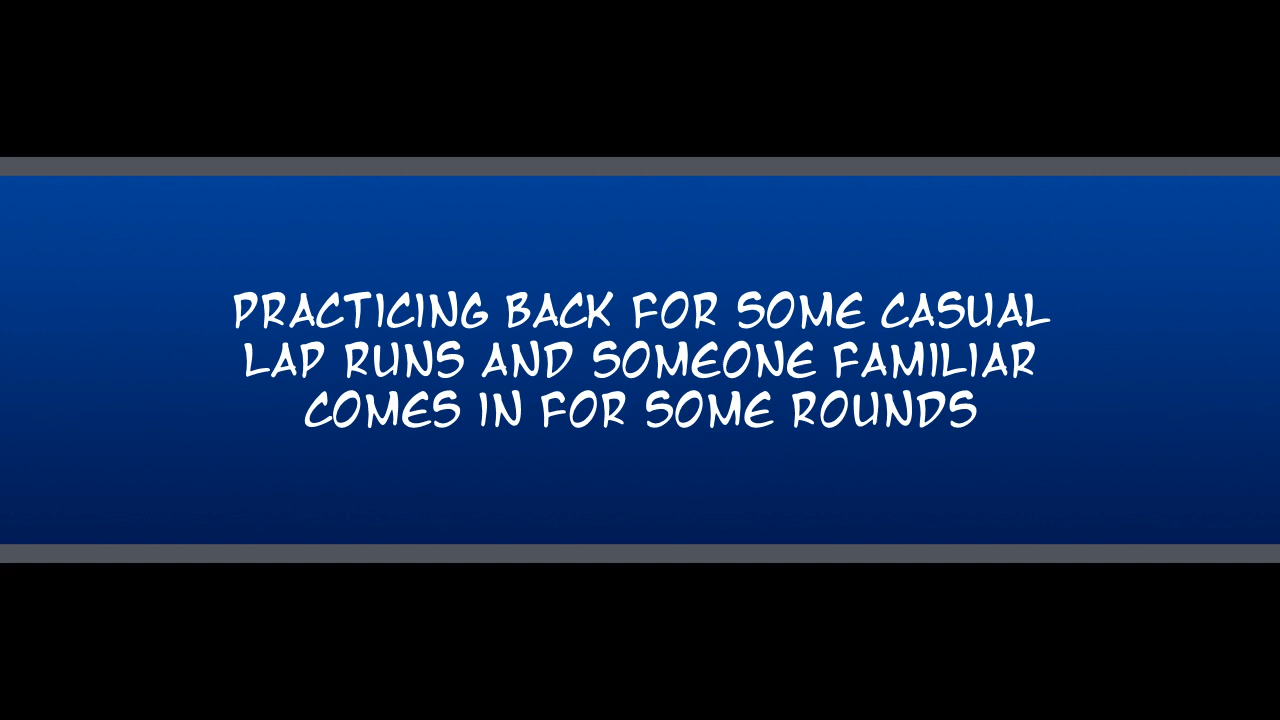 PRACTICING BACK FOR SOME CASUAL
LAP RUNS AND SOMEONE FAMILIAR
COMES IN FOR SOME ROUNDS